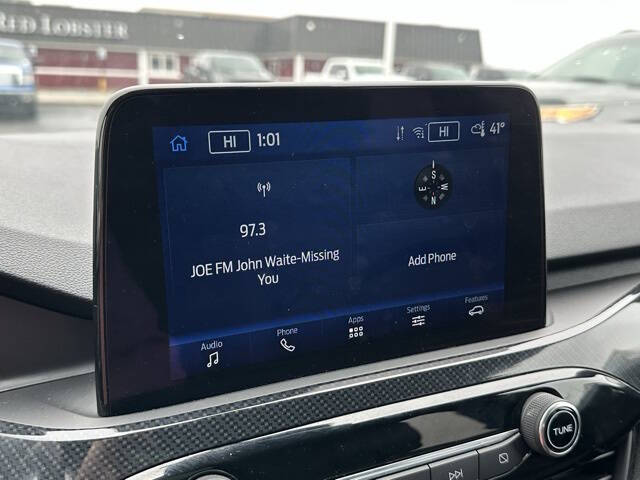 RED LOBSTER
HI 1:01 HI 41°
97.3
JOE FM John Waite-Missing
You
S
E W
N
Add Phone
Audio Phone Apps Settings Features
TUNE